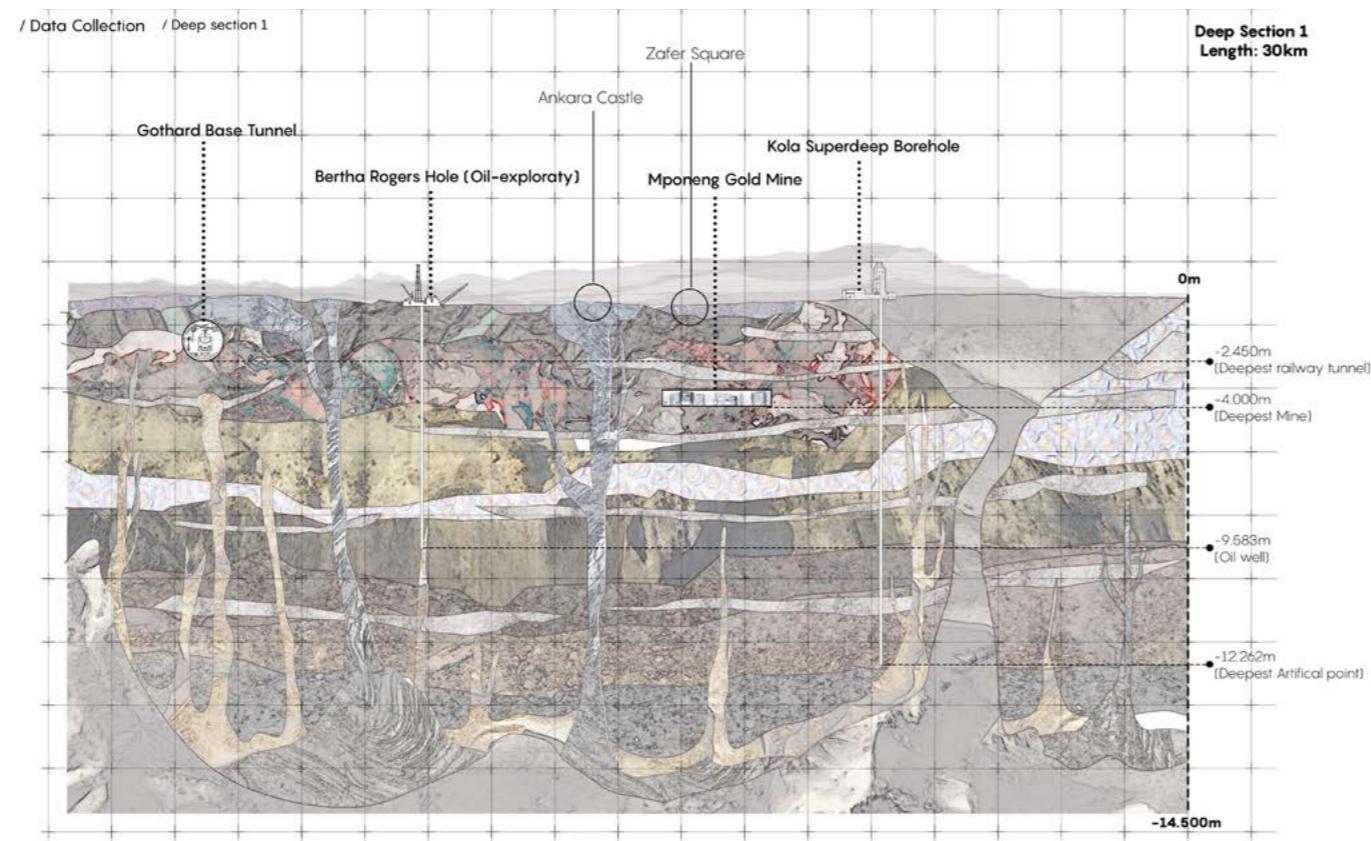 / Data Collection / Deep section 1
Deep Section 1
Length: 30km
Zafer Square
Ankara Castle
Gothard Base Tunnel
Kola Superdeep Borehole
Bertha Rogers Hole (Oil-exploraty)
Mponeng Gold Mine
0m
-2.450m
(Deepest railway tunnel)
-4.000m
(Deepest Mine)
-9.583m
(Oil well)
-12.262m
(Deepest Artifical point)
-14.500m